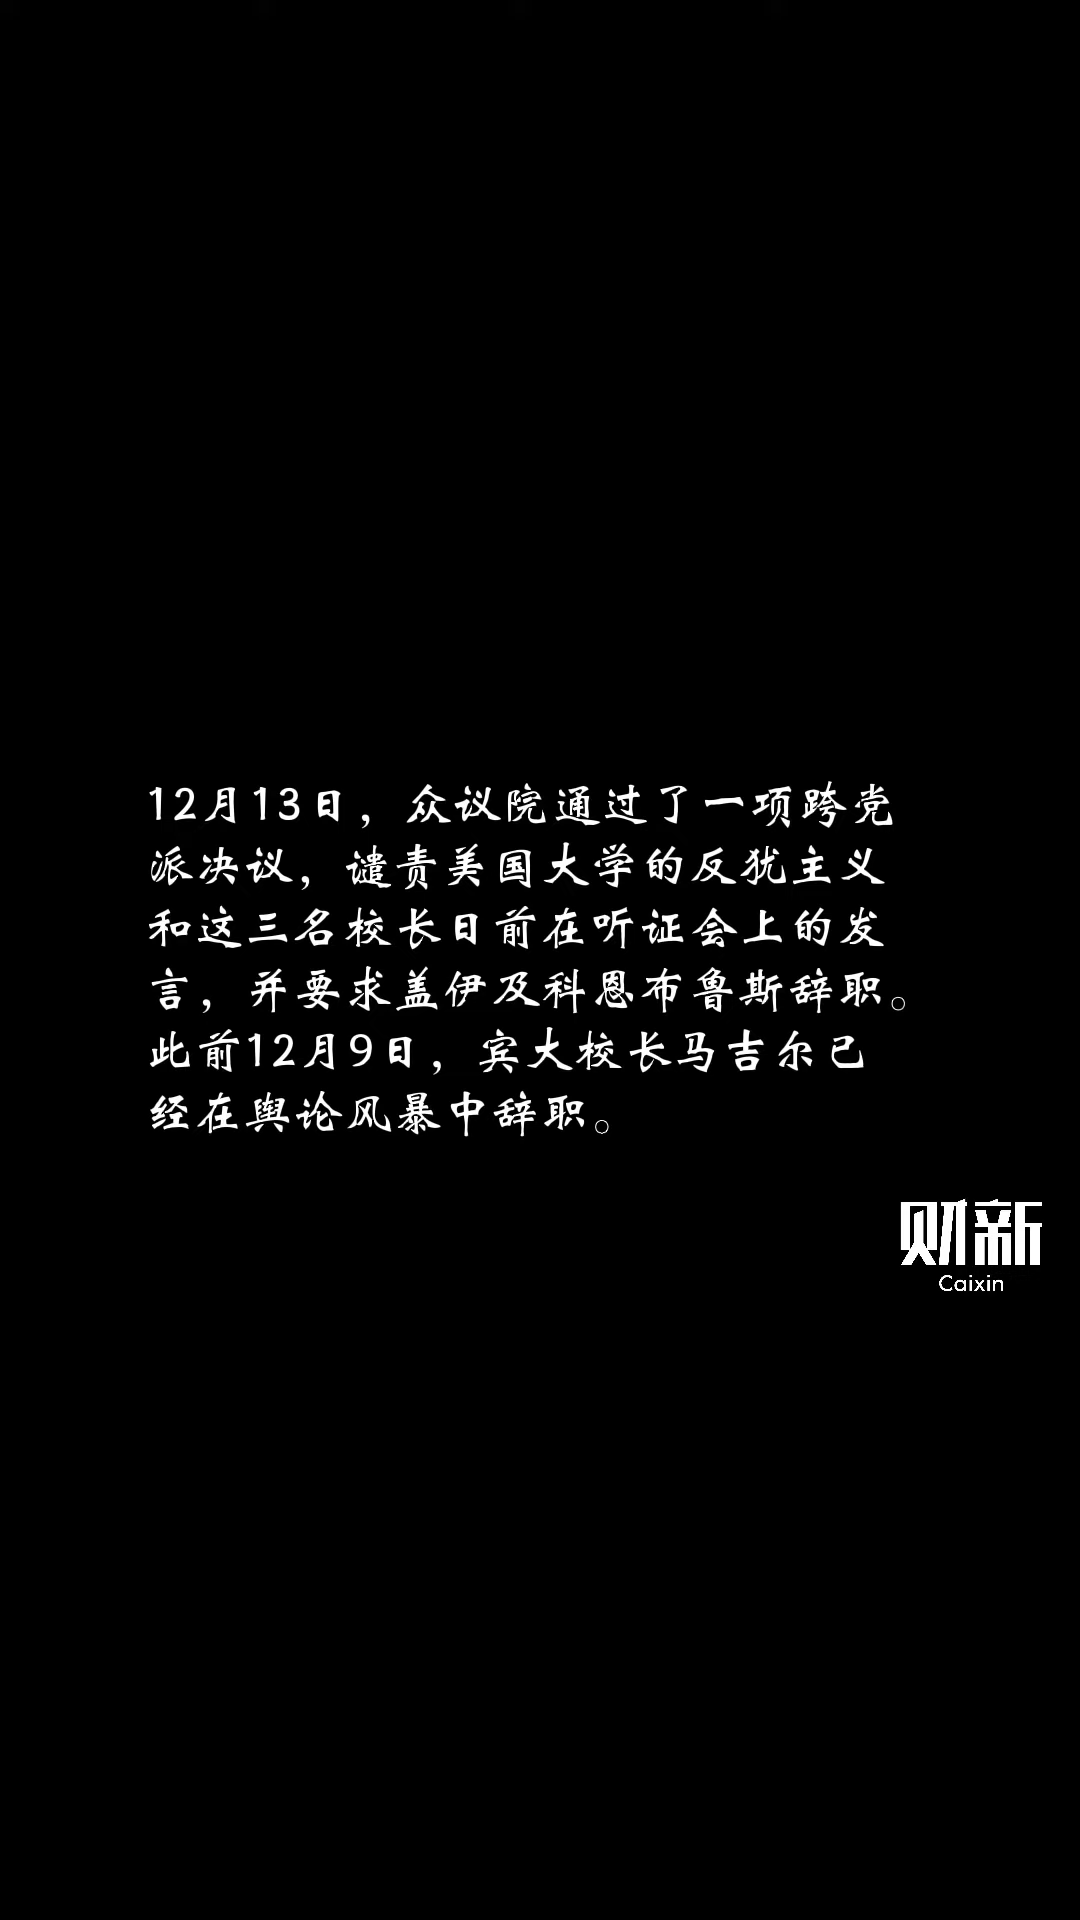 12月13日，众议院通过了一项跨党
派决议，谴责美国大学的反犹主义
和这三名校长日前在听证会上的发
言，并要求盖伊及科恩布鲁斯辞职。
此前12月9日，宾大校长马吉尔已
经在舆论风暴中辞职。
财新
Caixin